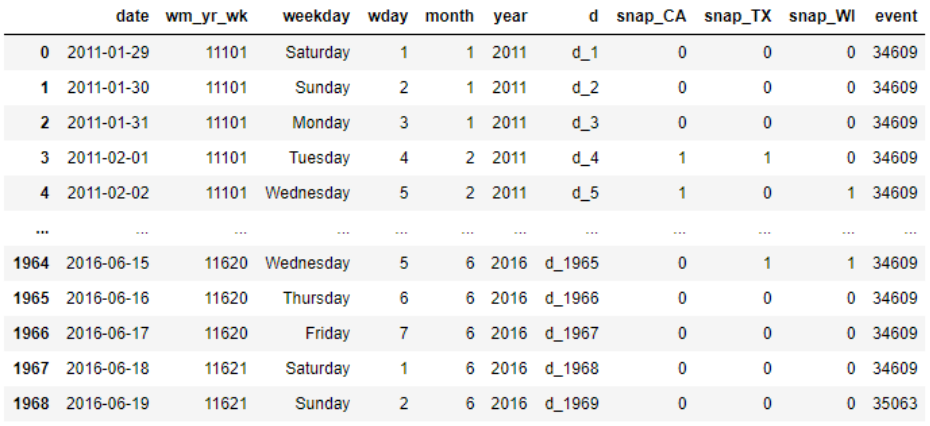 date wm_yr_wk weekday wday month year d snap_CA snap_TX snap_WI event
0 2011-01-29 11101 Saturday 1 1 2011 d_1 0 0 0 34609
1 2011-01-30 11101 Sunday 2 1 2011 d_2 0 0 0 34609
2 2011-01-31 11101 Monday 3 1 2011 d_3 0 0 0 34609
3 2011-02-01 11101 Tuesday 4 2 2011 d_4 1 1 0 34609
4 2011-02-02 11101 Wednesday 5 2 2011 d_5 1 0 1 34609
... ... ... ... ... ... ... ... ... ... ... ...
1964 2016-06-15 11620 Wednesday 5 6 2016 d_1965 0 1 1 34609
1965 2016-06-16 11620 Thursday 6 6 2016 d_1966 0 0 0 34609
1966 2016-06-17 11620 Friday 7 6 2016 d_1967 0 0 0 34609
1967 2016-06-18 11621 Saturday 1 6 2016 d_1968 0 0 0 34609
1968 2016-06-19 11621 Sunday 2 6 2016 d_1969 0 0 0 35063